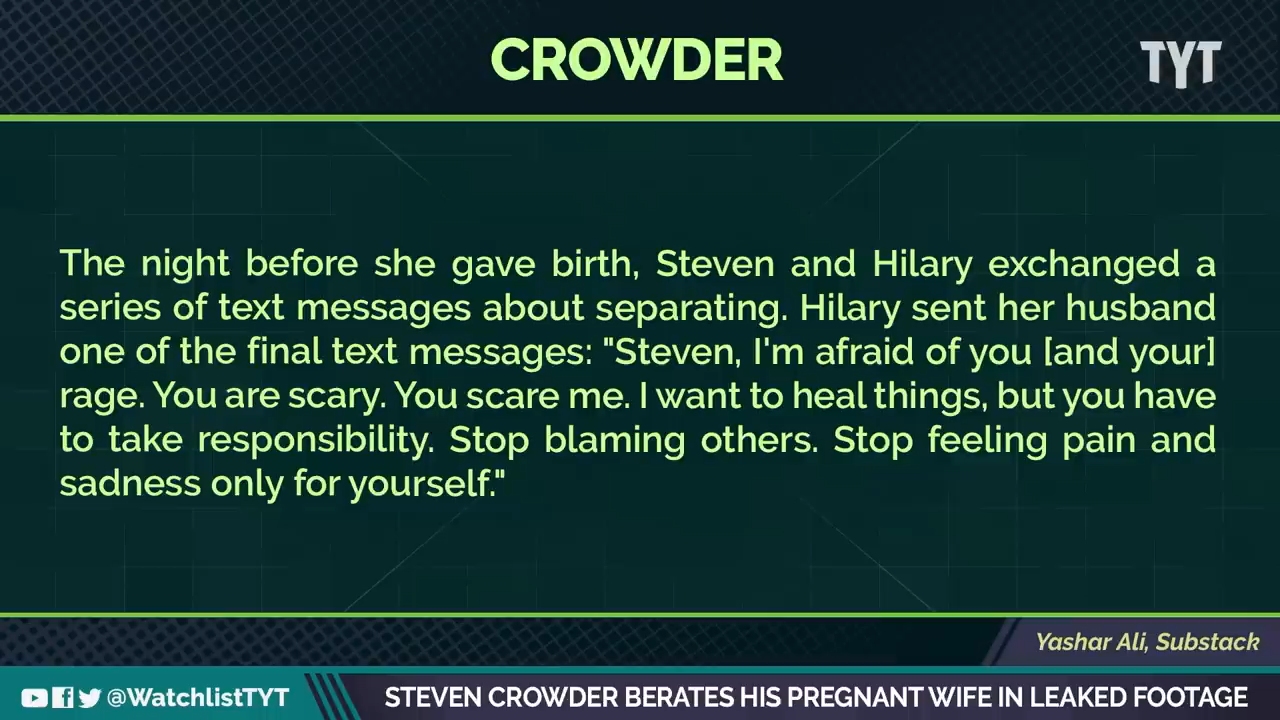 CROWDER
TYT
The night before she gave birth, Steven and Hilary exchanged a
series of text messages about separating. Hilary sent her husband
one of the final text messages: "Steven, I'm afraid of you [and your]
rage. You are scary. You scare me. I want to heal things, but you have
to take responsibility. Stop blaming others. Stop feeling pain and
sadness only for yourself."
Yashar Ali, Substack
@WatchlistTYT
STEVEN CROWDER BERATES HIS PREGNANT WIFE IN LEAKED FOOTAGE